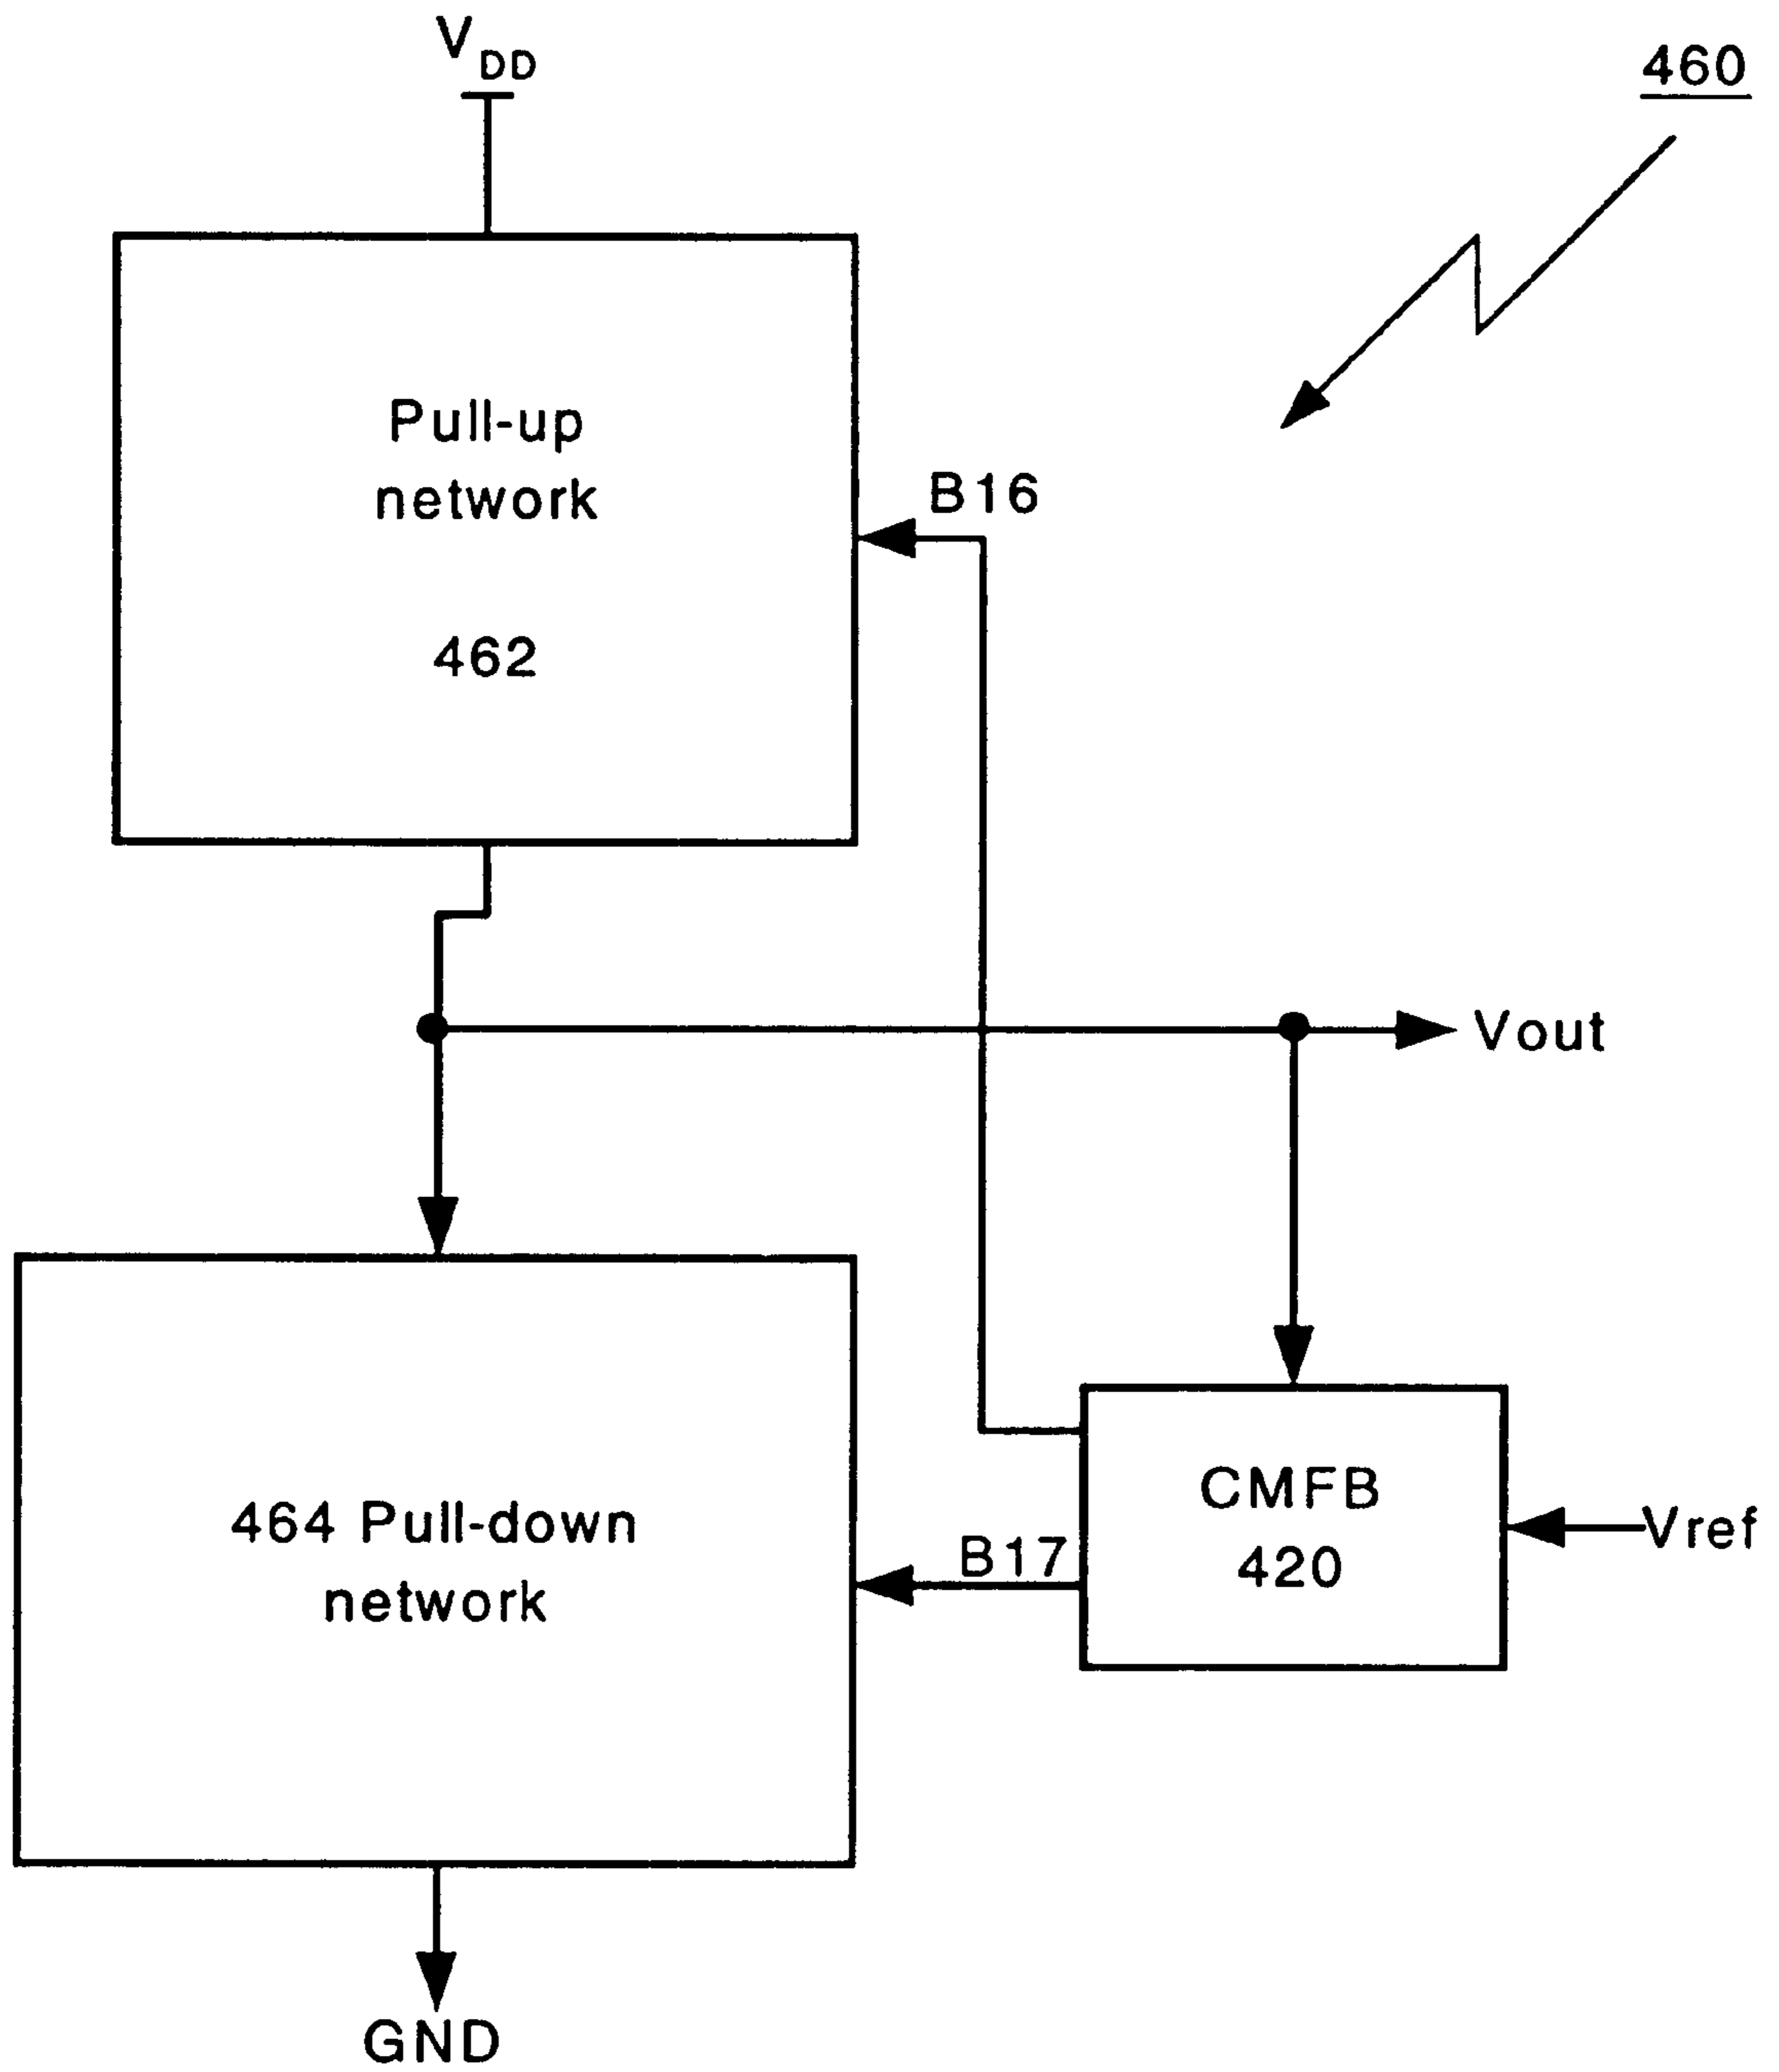 VDD
460
Pull-up
network
B16
462
Vout
CMFB
420
Vref
464 Pull-down
network
B17
GND